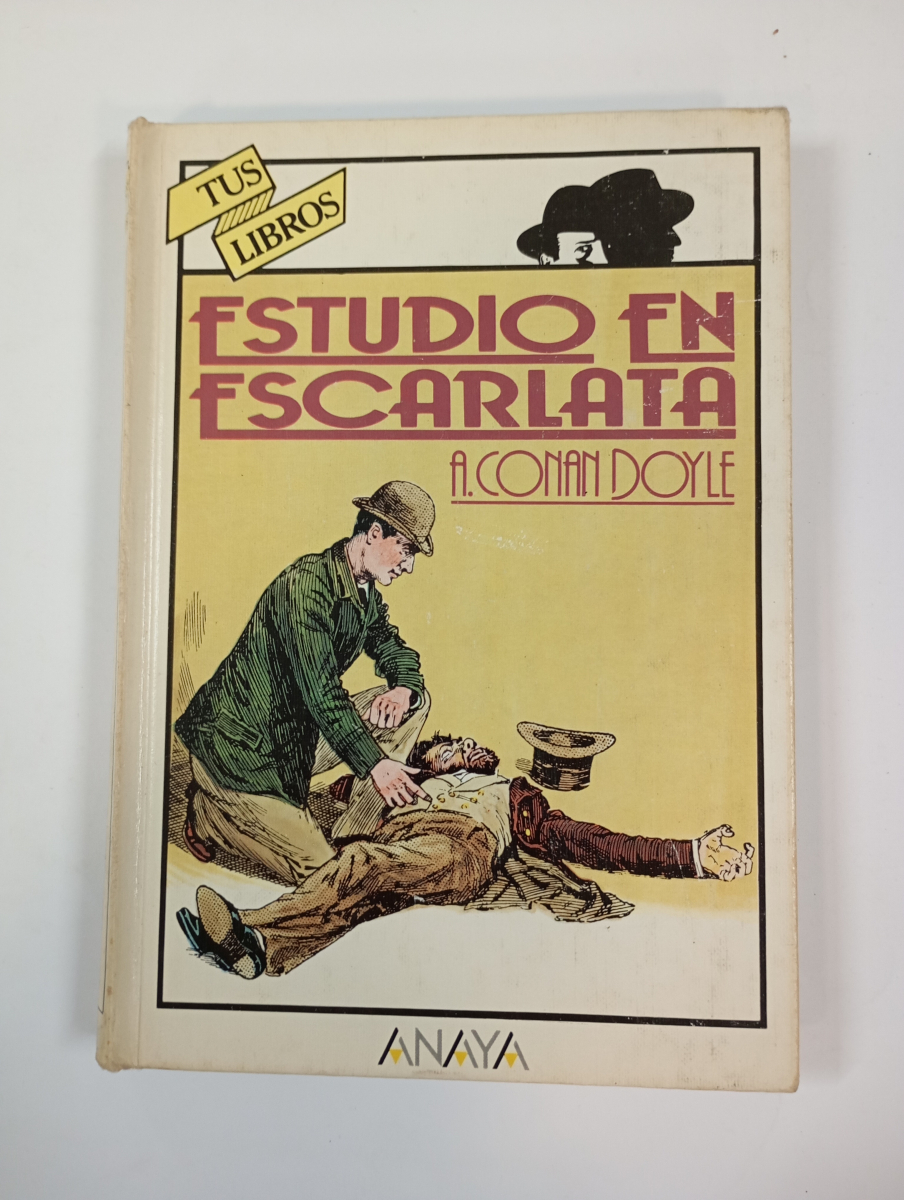 TUS
LIBROS
ESTUDIO EN
ESCARLATA
A. CONAN DOYLE
ANAYA